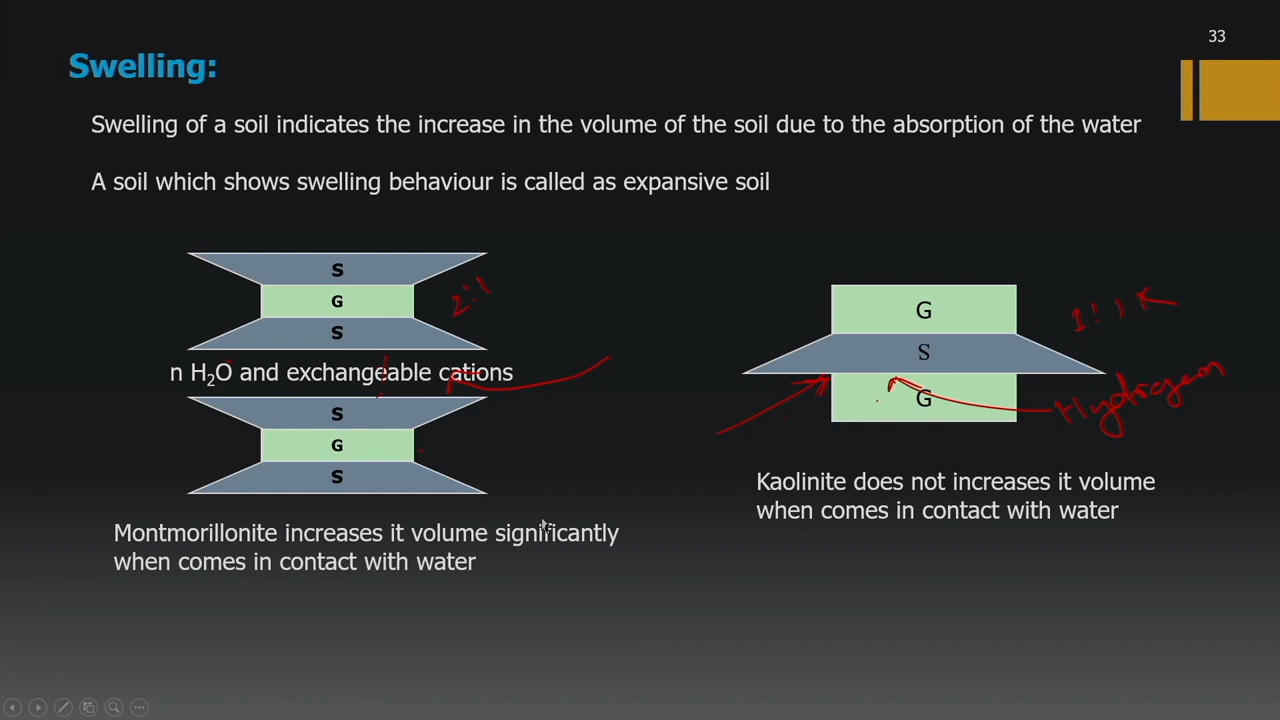 33
Swelling:
Swelling of a soil indicates the increase in the volume of the soil due to the absorption of the water
A soil which shows swelling behaviour is called as expansive soil
S
G
S
2:1
n H₂O and exchangeable cations
S
G
S
Montmorillonite increases it volume significantly
when comes in contact with water
G
S
G
1:1
Hydrogen
Kaolinite does not increases it volume
when comes in contact with water